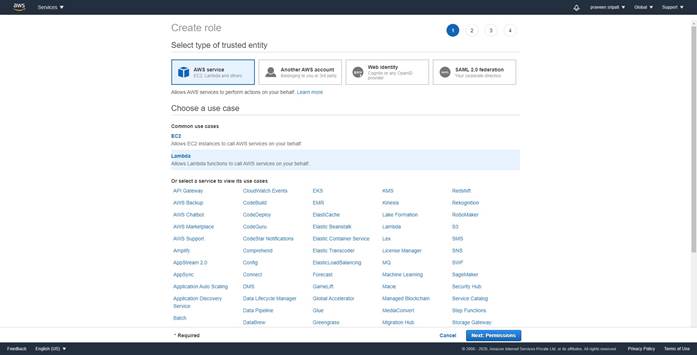 aws Services praveen sripati Global Support
Create role
1 2 3 4
Select type of trusted entity
AWS service
EC2, Lambda and others
Another AWS account
Belonging to you or 3rd party
Web identity
Cognito or any OpenID
provider
SAML 2.0 federation
Your corporate directory
Allows AWS services to perform actions on your behalf. Learn more
Choose a use case
Common use cases
EC2
Allows EC2 instances to call AWS services on your behalf.
Lambda
Allows Lambda functions to call AWS services on your behalf.
Or select a service to view its use cases
API Gateway CloudWatch Events EKS KMS Redshift
AWS Backup CodeBuild EMR Kinesis Rekognition
AWS Chatbot CodeDeploy ElastiCache Lake Formation RoboMaker
AWS Marketplace CodeGuru Elastic Beanstalk Lambda S3
AWS Support CodeStar Notifications Elastic Container Service Lex SMS
Amplify Comprehend Elastic Transcoder License Manager SNS
AppStream 2.0 Config ElasticLoadBalancing MQ SWF
AppSync Connect Forecast Machine Learning SageMaker
Application Auto Scaling DMS GameLift Macie Security Hub
Application Discovery
Service Data Lifecycle Manager Global Accelerator Managed Blockchain Service Catalog
Data Pipeline Glue MediaConvert Step Functions
Batch DataBrew Greengrass Migration Hub Storage Gateway
* Required Cancel Next: Permissions
Feedback English (US) © 2008 - 2020, Amazon Internet Services Private Ltd. or its affiliates. All rights reserved. Privacy Policy Terms of Use